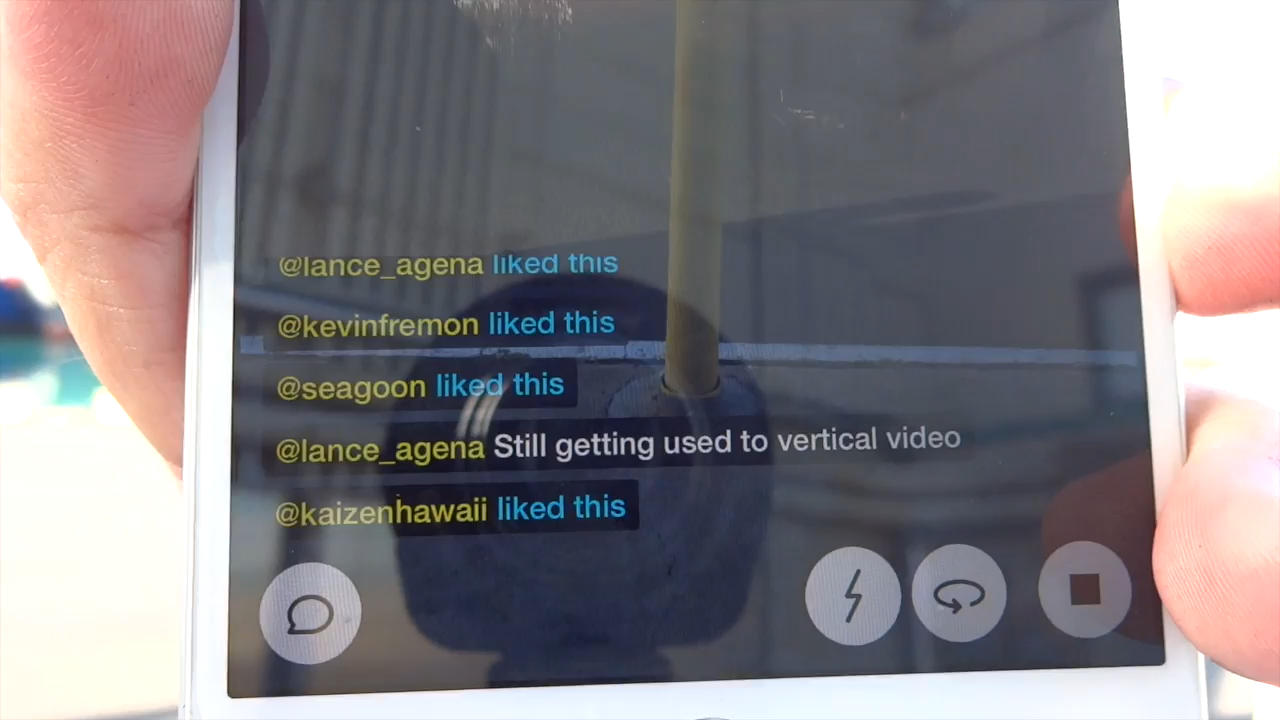 @lance_agena liked this
@kevinfremon liked this
@seagoon liked this
@lance_agena Still getting used to vertical video
@kaizenhawaii liked this